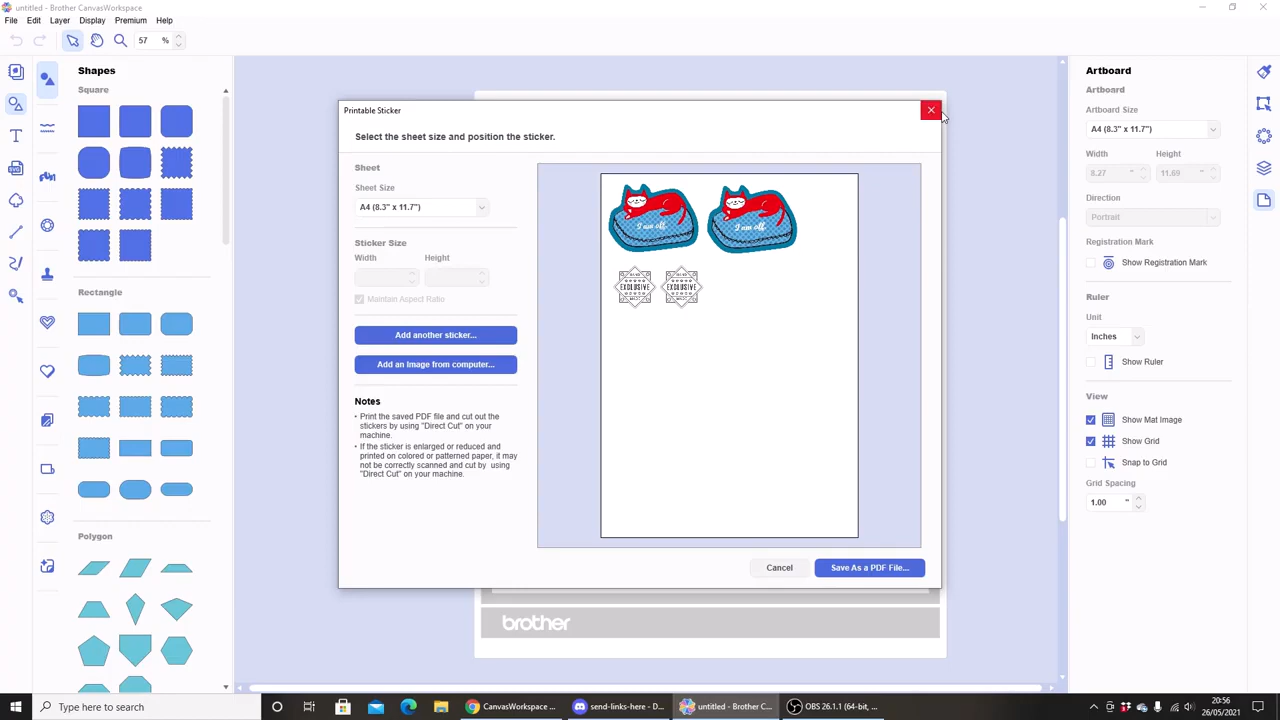 untitled - Brother CanvasWorkspace
File Edit Layer Display Premium Help
57 %
Shapes
Square
Rectangle
Polygon
Printable Sticker
Select the sheet size and position the sticker.
Sheet
Sheet Size
A4 (8.3" x 11.7")
Sticker Size
Width Height
Maintain Aspect Ratio
Add another sticker...
Add an image from computer...
Notes
• Print the saved PDF file and cut out the
stickers by using "Direct Cut" on your
machine.
• If the sticker is enlarged or reduced and
printed on colored or patterned paper, it may
not be correctly scanned and cut by using
"Direct Cut" on your machine.
I am off I am off
EXCLUSIVE EXCLUSIVE
Cancel Save As a PDF File...
brother
Artboard
Artboard
Artboard Size
A4 (8.3" x 11.7")
Width Height
8.27 " 11.69 "
Direction
Portrait
Registration Mark
Show Registration Mark
Ruler
Unit
Inches
Show Ruler
View
Show Mat Image
Show Grid
Snap to Grid
Grid Spacing
1.00 "
Type here to search
CanvasWorkspace ...
send-links-here - D...
untitled - Brother C...
OBS 26.1.1 (64-bit, ...
20:56
26/05/2021